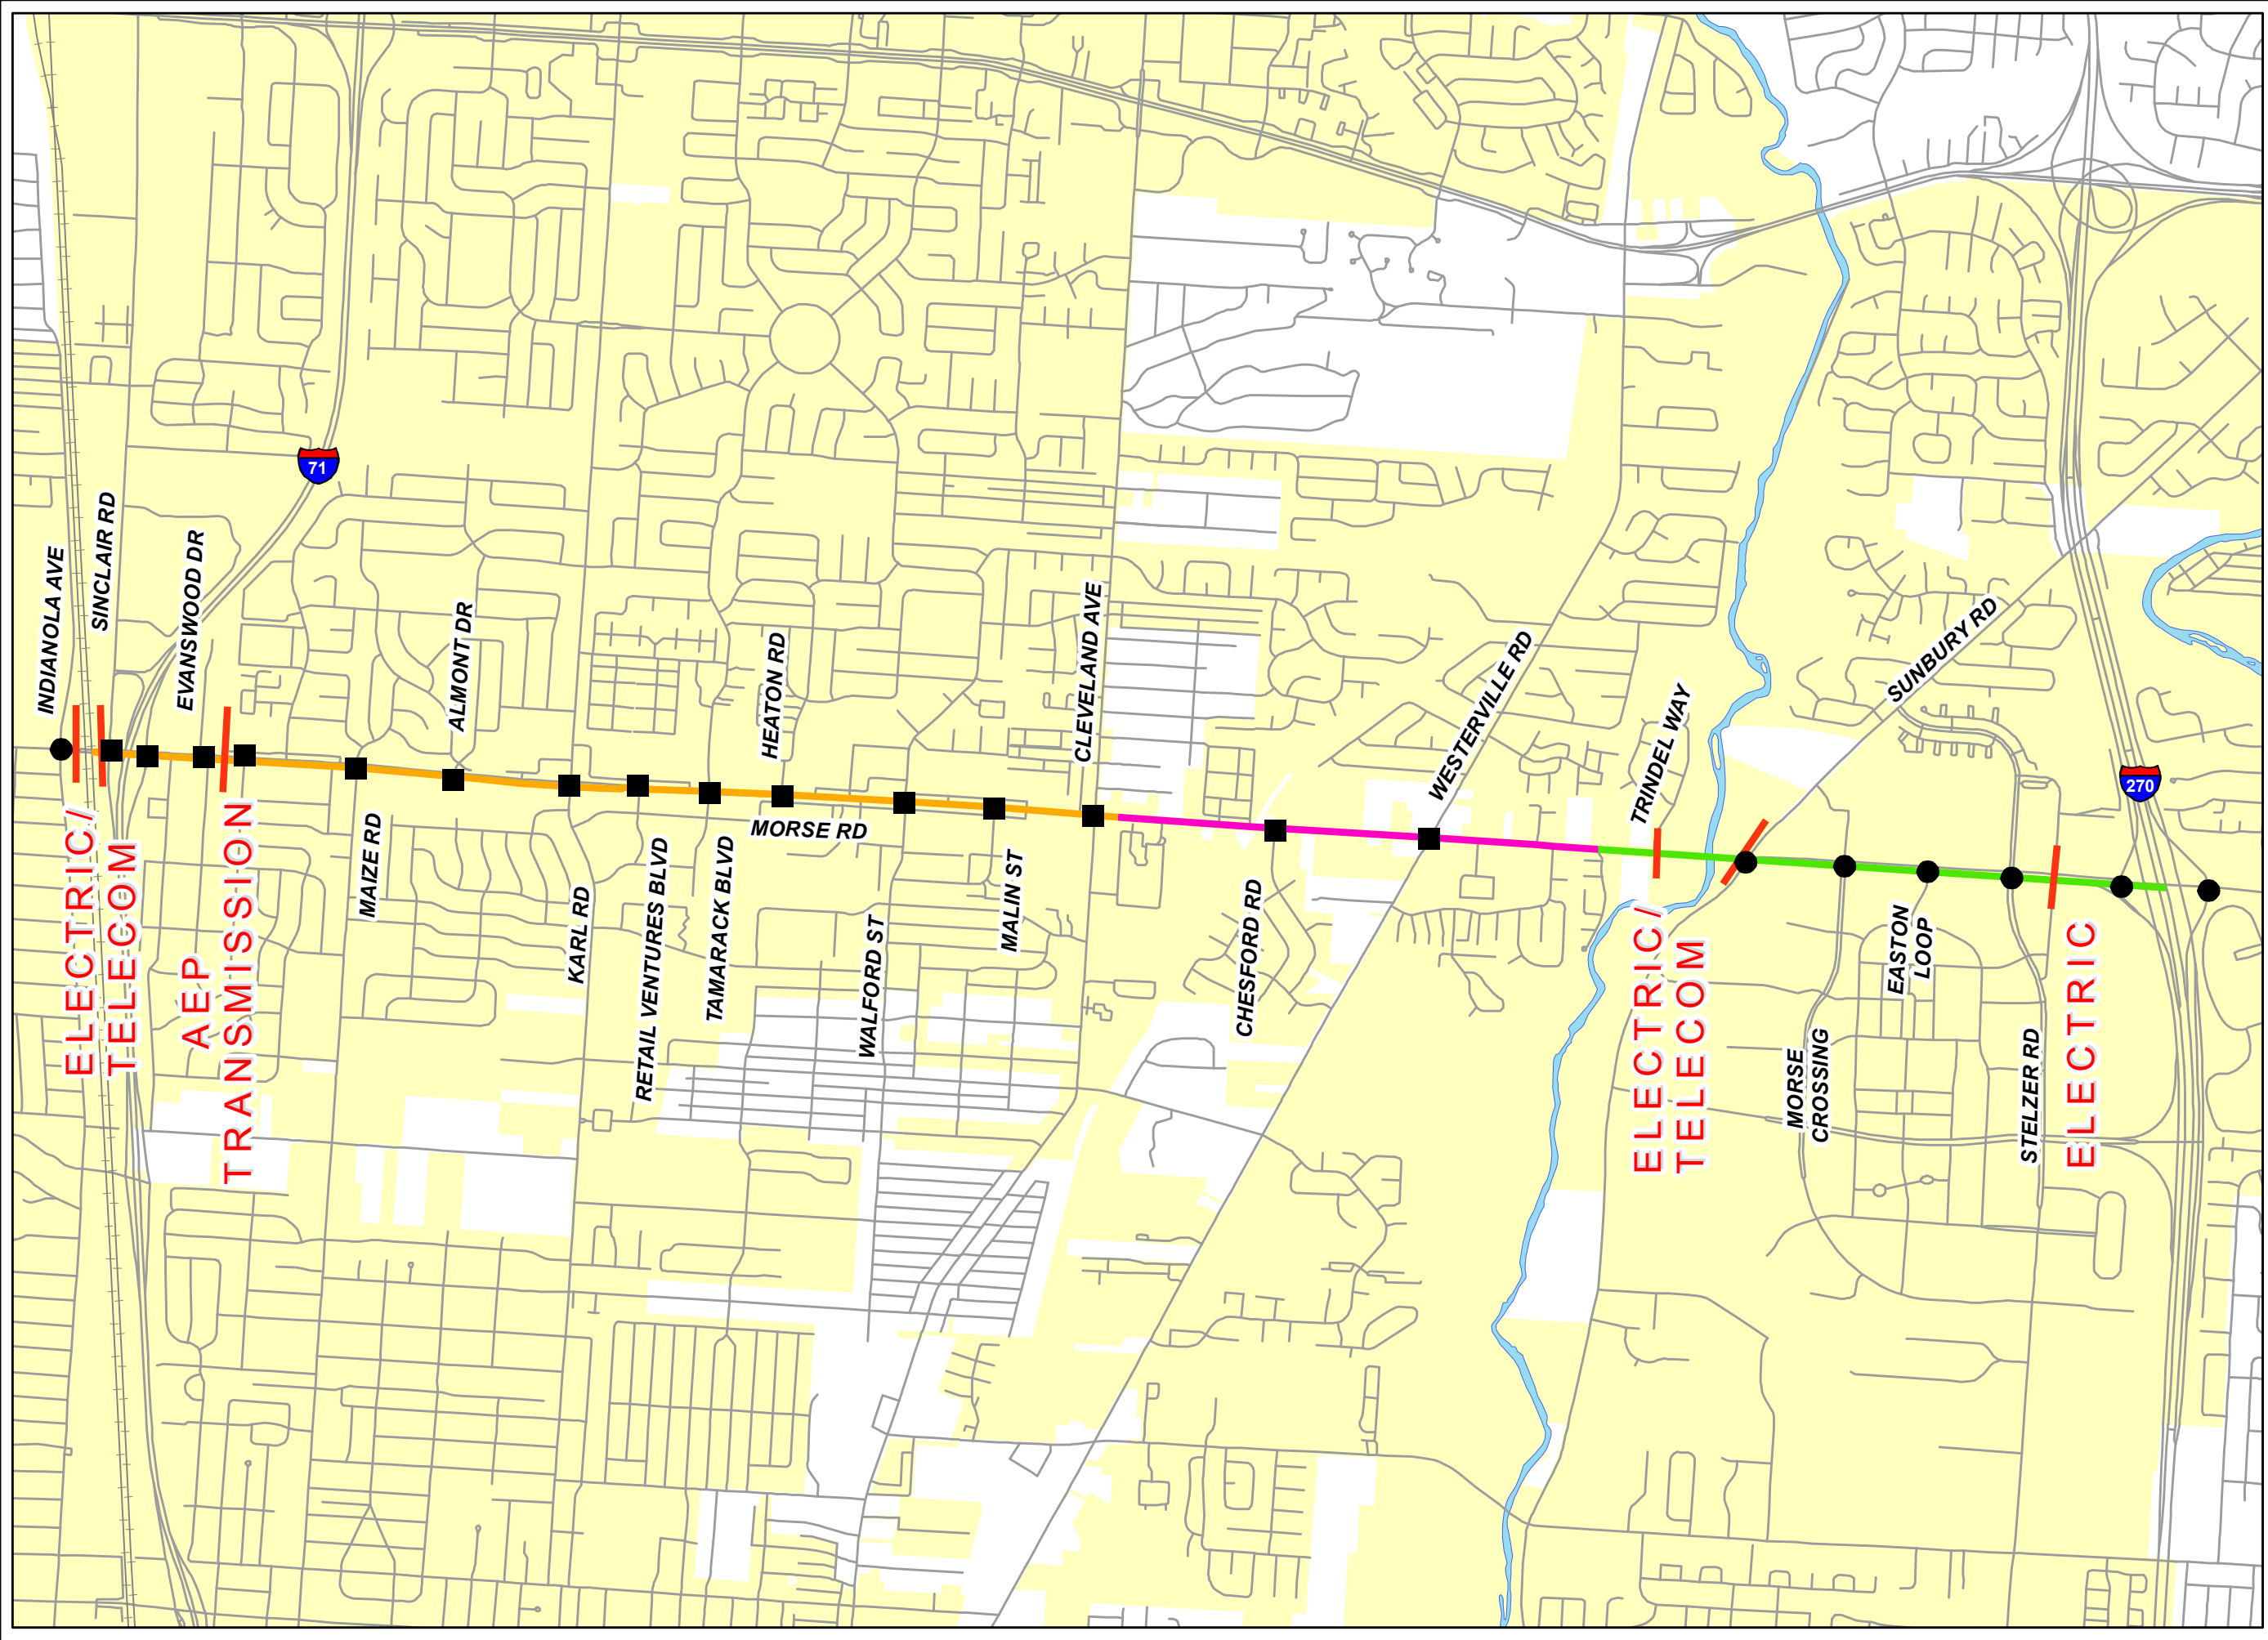 71
INDIANOLA AVE
SINCLAIR RD
EVANSWOOD DR
ALMONT DR
HEATON RD
CLEVELAND AVE
WESTERVILLE RD
TRINDEL WAY
SUNBURY RD
270
MORSE RD
ELECTRIC/
TELECOM
AEP
TRANSMISSION
MAIZE RD
KARL RD
RETAIL VENTURES BLVD
TAMARACK BLVD
WALFORD ST
MALIN ST
CHESFORD RD
ELECTRIC/
TELECOM
MORSE
CROSSING
EASTON
LOOP
STELZER RD
ELECTRIC